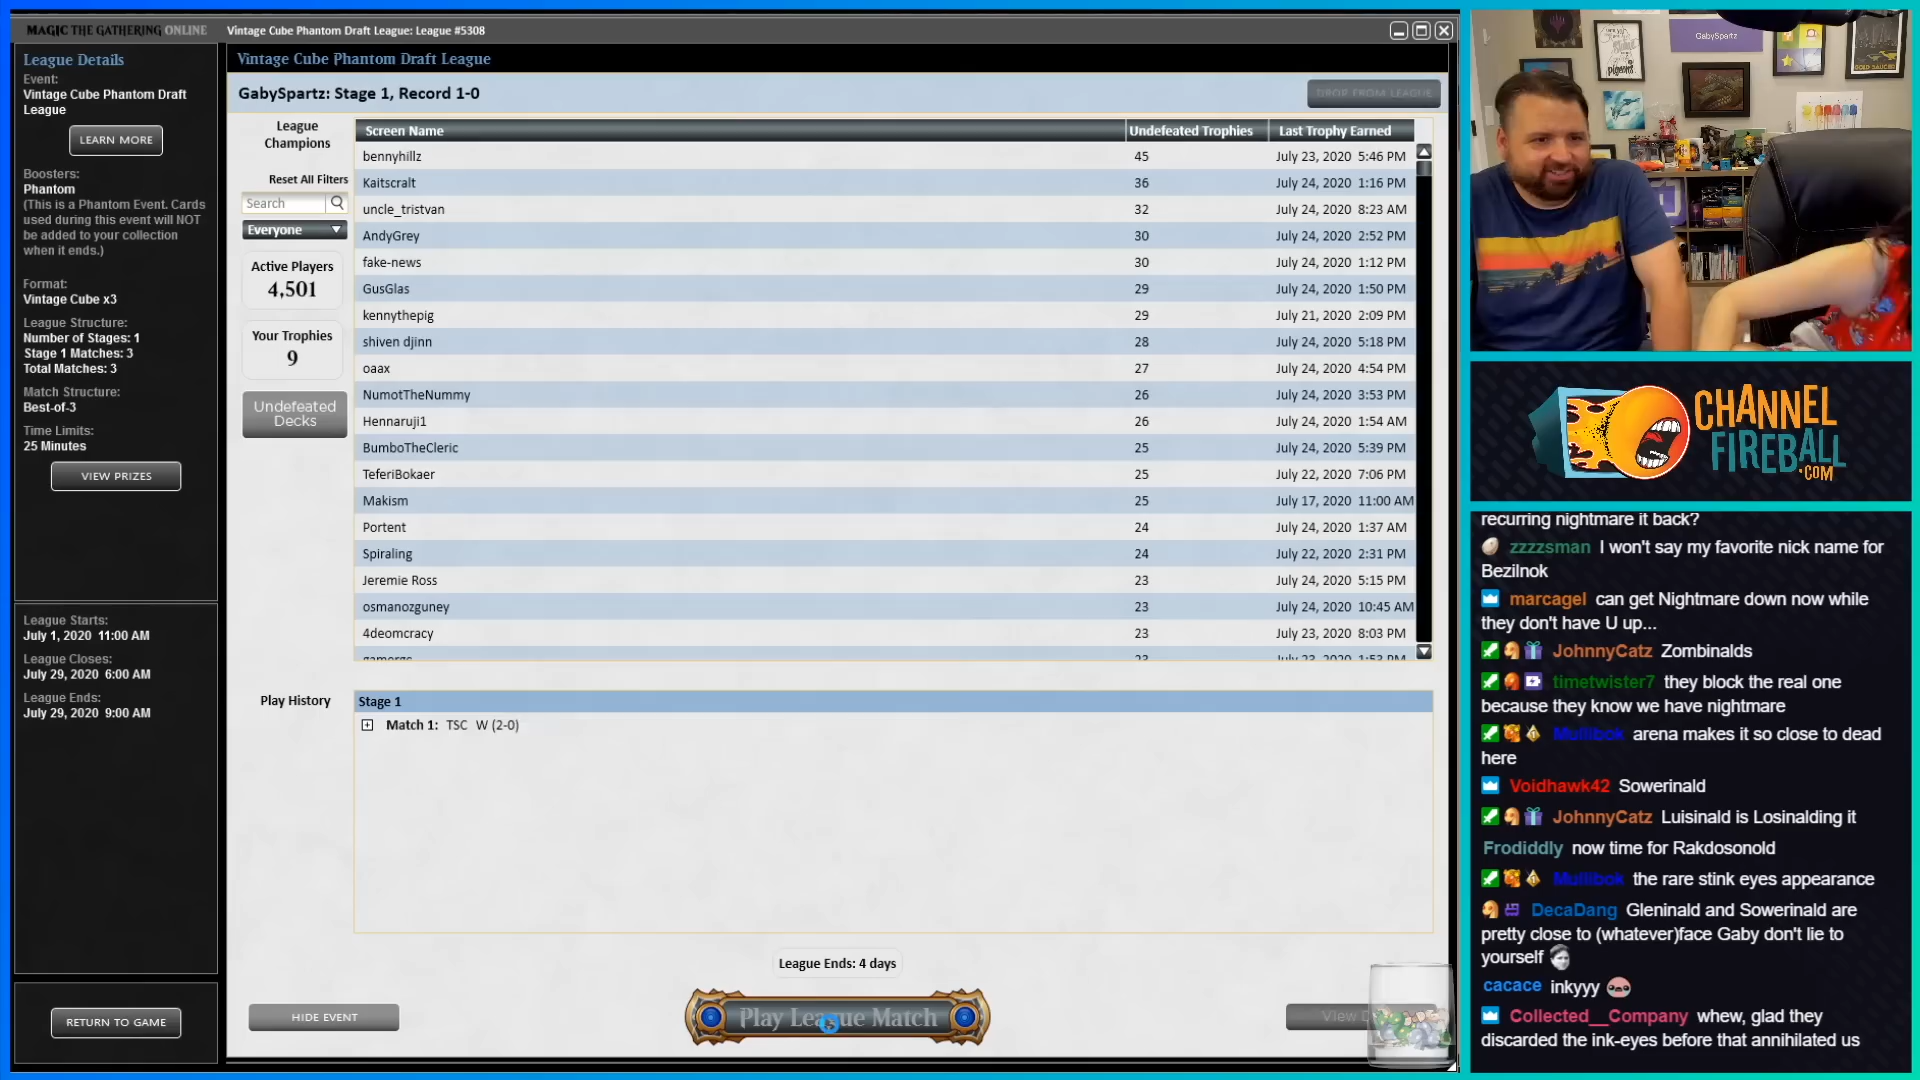 MAGIC THE GATHERING ONLINE
Vintage Cube Phantom Draft League: League #5308
League Details
Event:
Vintage Cube Phantom Draft
League
LEARN MORE
Boosters:
Phantom
(This is a Phantom Event. Cards
used during this event will NOT
be added to your collection
when it ends.)
Format:
Vintage Cube x3
League Structure:
Number of Stages: 1
Stage 1 Matches: 3
Total Matches: 3
Match Structure:
Best-of-3
Time Limits:
25 Minutes
VIEW PRIZES
League Starts:
July 1, 2020 11:00 AM
League Closes:
July 29, 2020 6:00 AM
League Ends:
July 29, 2020 9:00 AM
RETURN TO GAME
Vintage Cube Phantom Draft League
GabySpartz: Stage 1, Record 1-0
DROP FROM LEAGUE
League
Champions
Reset All Filters
Search
Everyone
Active Players
4,501
Your Trophies
9
Undefeated
Decks
Screen Name Undefeated Trophies Last Trophy Earned
bennyhillz 45 July 23, 2020 5:46 PM
Kaitscralt 36 July 24, 2020 1:16 PM
uncle_tristvan 32 July 24, 2020 8:23 AM
AndyGrey 30 July 24, 2020 2:52 PM
fake-news 30 July 24, 2020 1:12 PM
GusGlas 29 July 24, 2020 1:50 PM
kennythepig 29 July 21, 2020 2:09 PM
shiven djinn 28 July 24, 2020 5:18 PM
oaax 27 July 24, 2020 4:54 PM
NumotTheNummy 26 July 24, 2020 3:53 PM
Hennaruji1 26 July 24, 2020 1:54 AM
BumboTheCleric 25 July 24, 2020 5:39 PM
TeferiBokaer 25 July 22, 2020 7:06 PM
Makism 25 July 17, 2020 11:00 AM
Portent 24 July 24, 2020 1:37 AM
Spiraling 24 July 22, 2020 2:31 PM
Jeremie Ross 23 July 24, 2020 5:15 PM
osmanozguney 23 July 24, 2020 10:45 AM
4deomcracy 23 July 23, 2020 8:03 PM
Play History
Stage 1
Match 1: TSC W (2-0)
League Ends: 4 days
HIDE EVENT
Play League Match
View
GabySpartz
CHANNEL
FIREBALL
.COM
recurring nightmare it back?
zzzzsman I won't say my favorite nick name for
Bezilnok
marcagel can get Nightmare down now while
they don't have U up...
JohnnyCatz Zombinalds
timetwister7 they block the real one
because they know we have nightmare
Mullibok arena makes it so close to dead
here
Voidhawk42 Sowerinald
JohnnyCatz Luisinald is Losinalding it
Frodiddly now time for Rakdosonold
Mullibok the rare stink eyes appearance
DecaDang Gleninald and Sowerinald are
pretty close to (whatever)face Gaby don't lie to
yourself
cacace inkyyy
Collected__Company whew, glad they
discarded the ink-eyes before that annihilated us